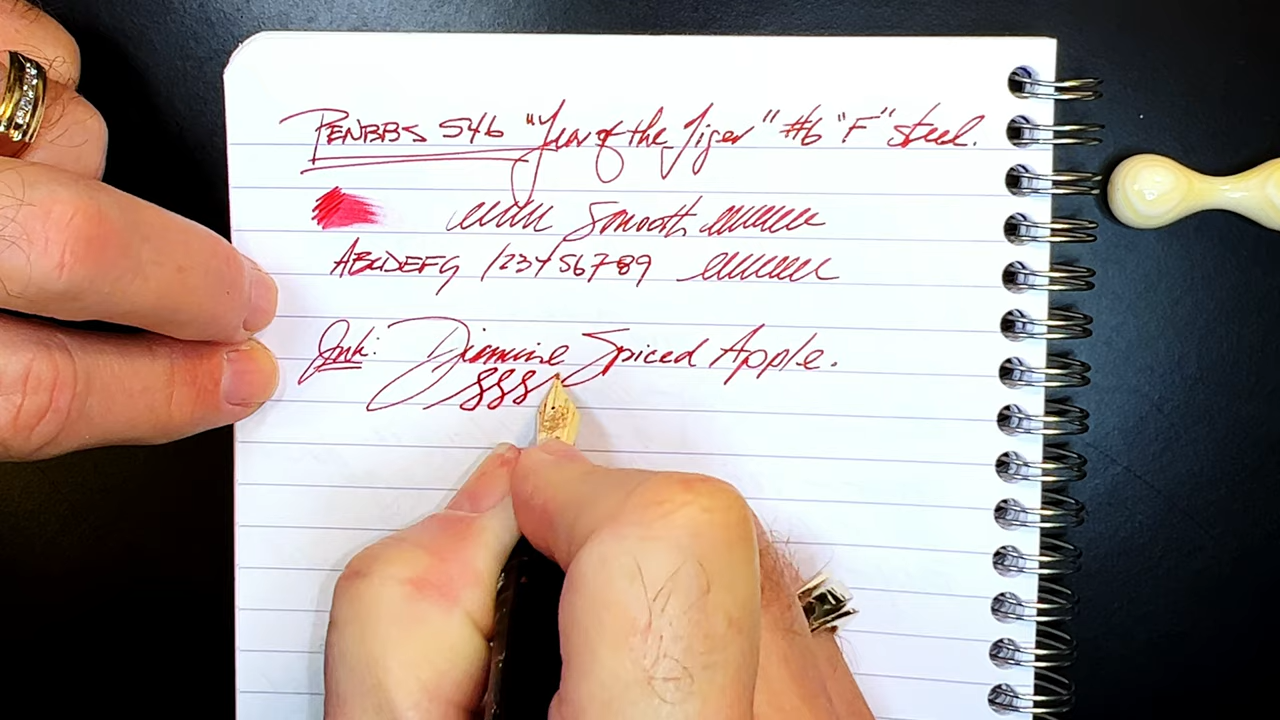 PENBBS 546 "Year of the Tiger" #6 "F" steel.
Smooth
ABCDEFG 123456789
Ink: Diamine Spiced Apple.